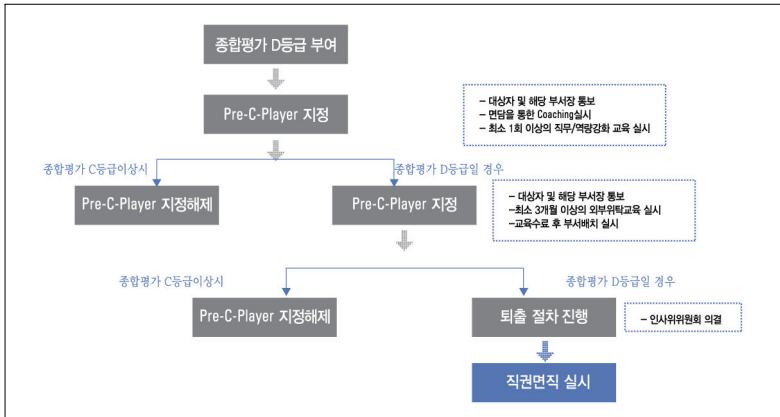 종합평가 D등급 부여
Pre-C-Player 지정
– 대상자 및 해당 부서장 통보
– 면담을 통한 Coaching실시
– 최소 1회 이상의 직무/역량강화 교육 실시
종합평가 C등급이상시
종합평가 D등급일 경우
Pre-C-Player 지정해제
Pre-C-Player 지정
– 대상자 및 해당 부서장 통보
–최소 3개월 이상의 외부위탁교육 실시
–교육수료 후 부서배치 실시
종합평가 C등급이상시
종합평가 D등급일 경우
Pre-C-Player 지정해제
퇴출 절차 진행
– 인사위위원회 의결
직권면직 실시